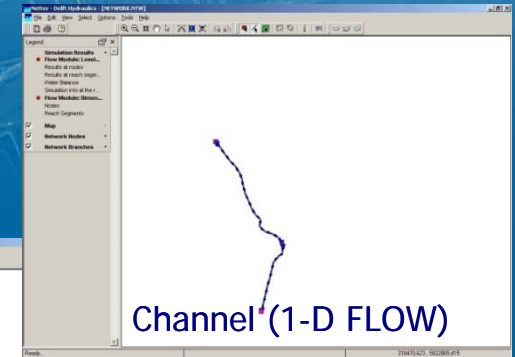 Netter - Delft Hydraulics - [NETWORK.NTW]
File Edit View Select Options Tools Help
Legend
Simulation Results
Flow Module: Level...
Results at nodes
Results at reach segm...
Water Balance
Simulation info at the r...
Flow Module: Dimen...
Nodes
Reach Segments
Map
Network Nodes
Network Branches
Channel (1-D FLOW)
Ready...